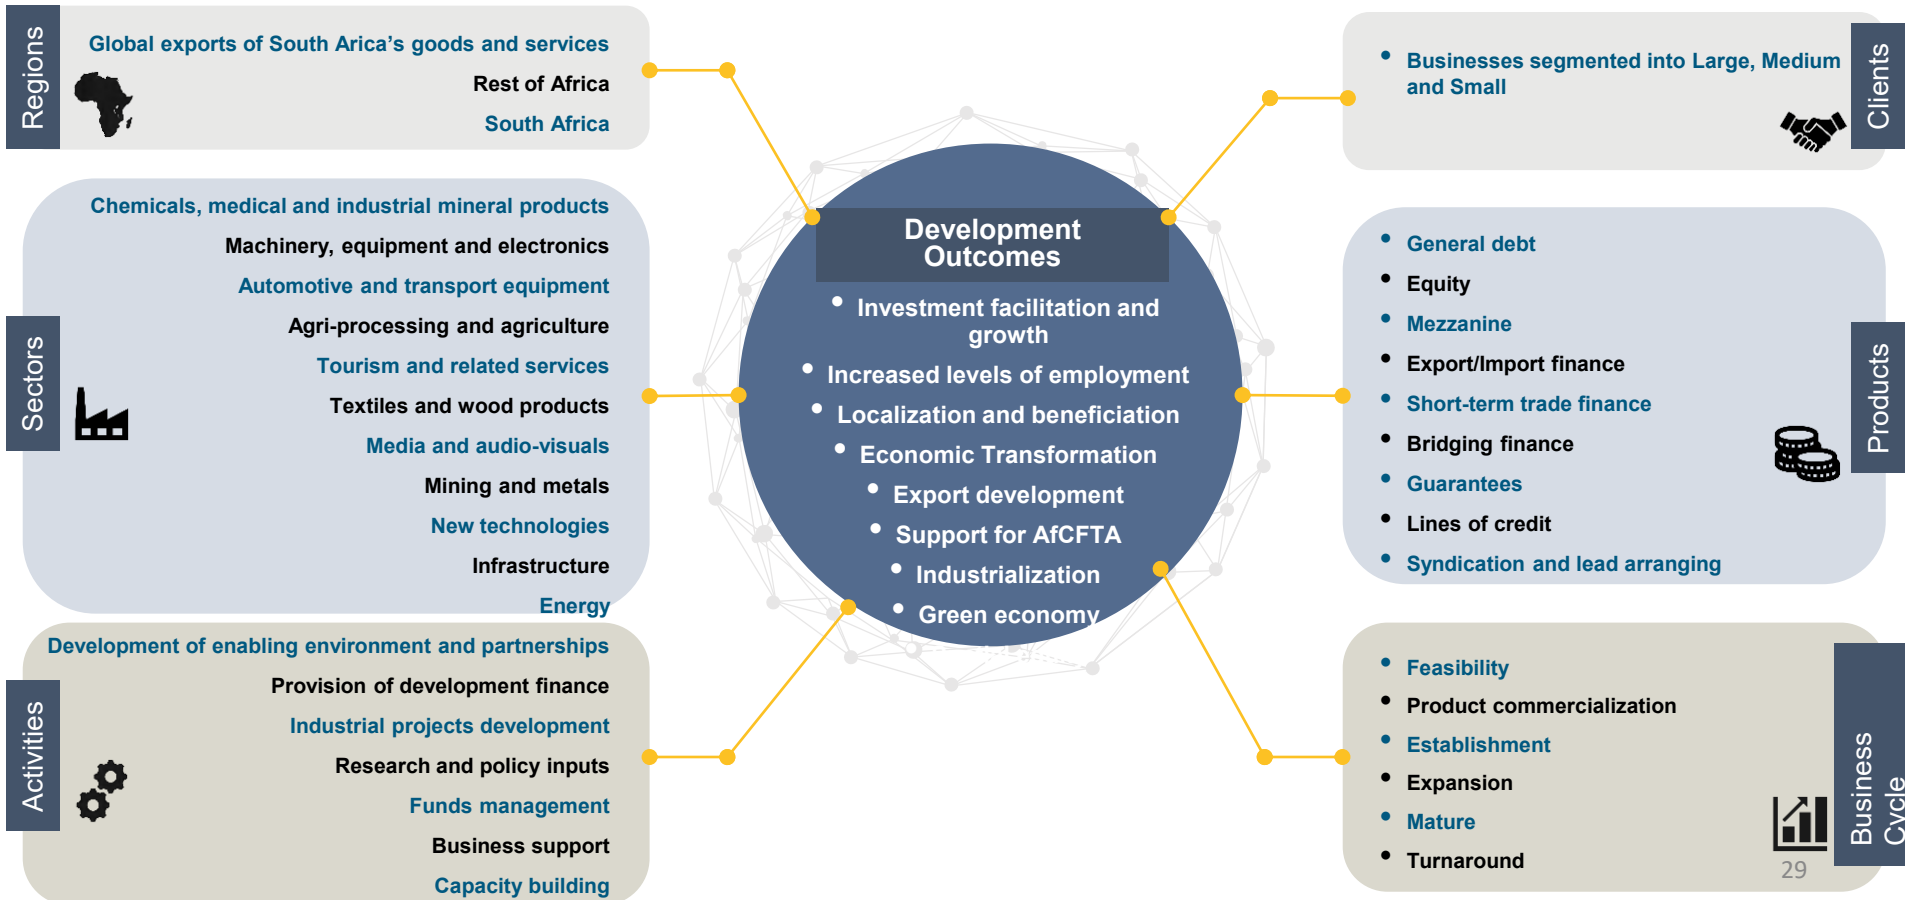 Regions
Global exports of South Arica's goods and services
Rest of Africa
South Africa
Sectors
Chemicals, medical and industrial mineral products
Machinery, equipment and electronics
Automotive and transport equipment
Agri-processing and agriculture
Tourism and related services
Textiles and wood products
Media and audio-visuals
Mining and metals
New technologies
Infrastructure
Energy
Activities
Development of enabling environment and partnerships
Provision of development finance
Industrial projects development
Research and policy inputs
Funds management
Business support
Capacity building
Development
Outcomes
• Investment facilitation and
growth
• Increased levels of employment
• Localization and beneficiation
• Economic Transformation
• Export development
• Support for AfCFTA
• Industrialization
• Green economy
Clients
• Businesses segmented into Large, Medium
and Small
Products
• General debt
• Equity
• Mezzanine
• Export/Import finance
• Short-term trade finance
• Bridging finance
• Guarantees
• Lines of credit
• Syndication and lead arranging
Business
Cycle
• Feasibility
• Product commercialization
• Establishment
• Expansion
• Mature
• Turnaround
29